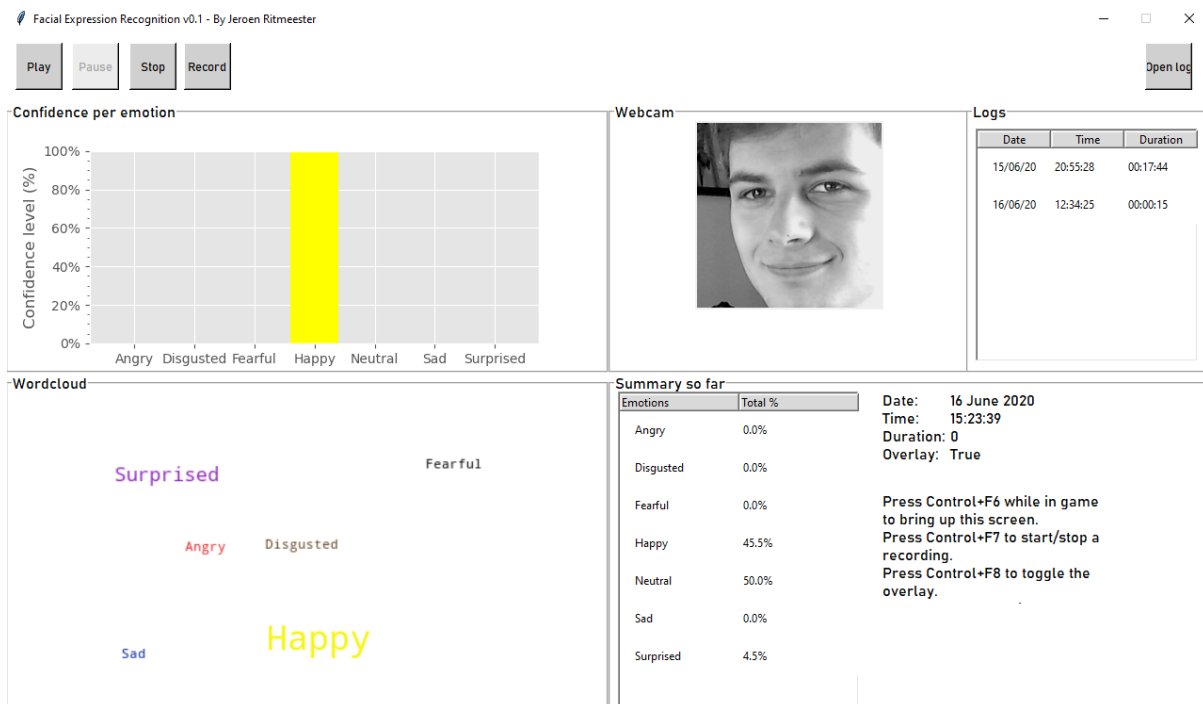 Facial Expression Recognition v0.1 - By Jeroen Ritmeester
Play Pause Stop Record Open log
Confidence per emotion
100%
80%
60%
40%
20%
0%
Confidence level (%)
Angry Disgusted Fearful Happy Neutral Sad Surprised
Webcam
Logs
Date Time Duration
15/06/20 20:55:28 00:17:44
16/06/20 12:34:25 00:00:15
Wordcloud
Surprised
Fearful
Angry
Disgusted
Happy
Sad
Summary so far
Emotions Total %
Angry 0.0%
Disgusted 0.0%
Fearful 0.0%
Happy 45.5%
Neutral 50.0%
Sad 0.0%
Surprised 4.5%
Date: 16 June 2020
Time: 15:23:39
Duration: 0
Overlay: True
Press Control+F6 while in game
to bring up this screen.
Press Control+F7 to start/stop a
recording.
Press Control+F8 to toggle the
overlay.